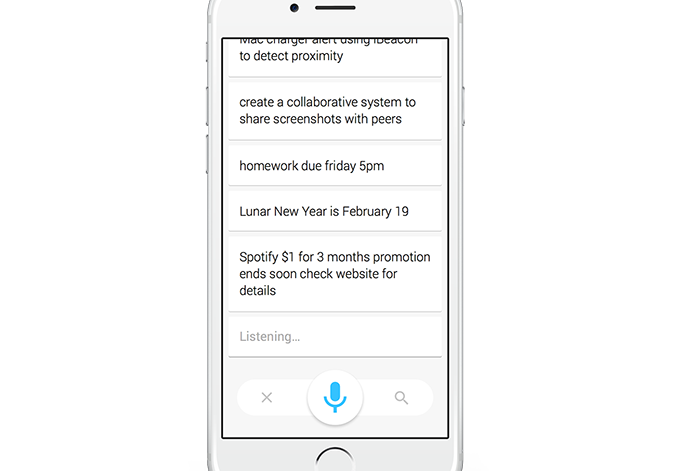 Mac charger alert using iBeacon
to detect proximity
create a collaborative system to
share screenshots with peers
homework due friday 5pm
Lunar New Year is February 19
Spotify $1 for 3 months promotion
ends soon check website for
details
Listening...